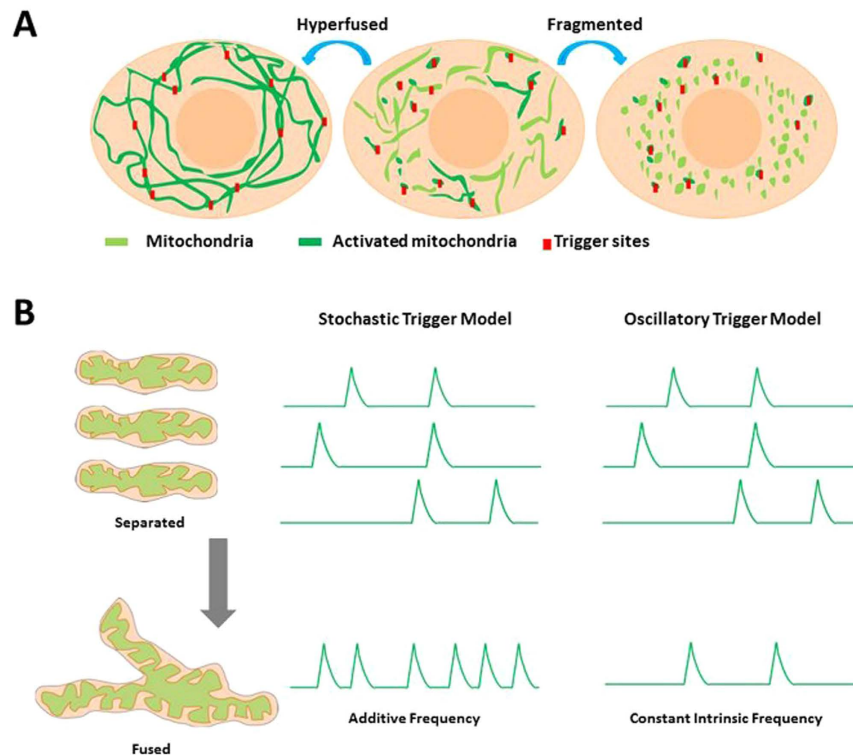 A
Hyperfused
Fragmented
Mitochondria
Activated mitochondria
Trigger sites
B
Stochastic Trigger Model
Oscillatory Trigger Model
Separated
Additive Frequency
Constant Intrinsic Frequency
Fused